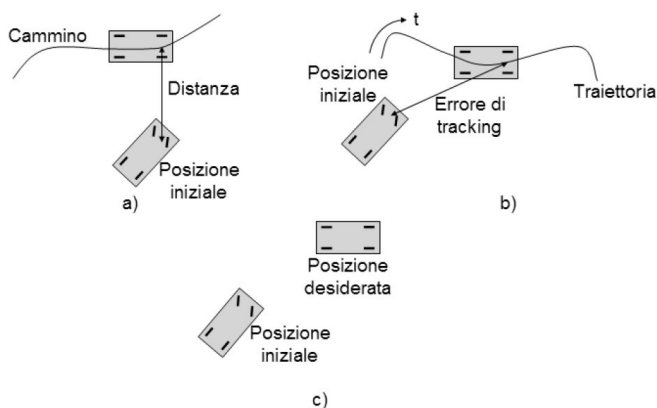 Cammino
Distanza
Posizione
iniziale
a)
t
Posizione
iniziale
Errore di
tracking
Traiettoria
b)
Posizione
desiderata
Posizione
iniziale
c)